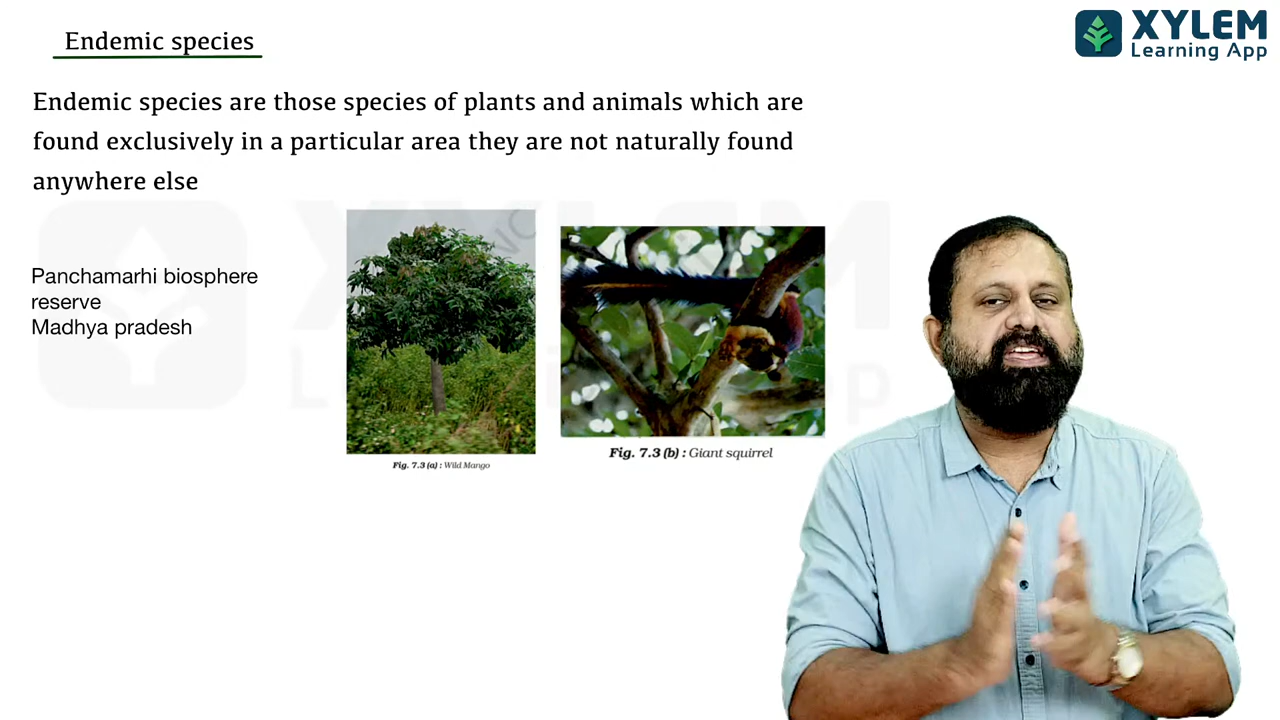 Endemic species
XYLEM
Learning App
Endemic species are those species of plants and animals which are
found exclusively in a particular area they are not naturally found
anywhere else
Panchamarhi biosphere
reserve
Madhya pradesh
Fig. 7.3 (a) : Wild Mango
Fig. 7.3 (b) : Giant squirrel